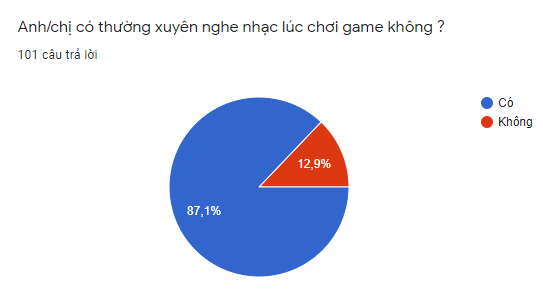 Anh/chị có thường xuyên nghe nhạc lúc chơi game không ?
101 câu trả lời
Có
Không
12,9%
87,1%